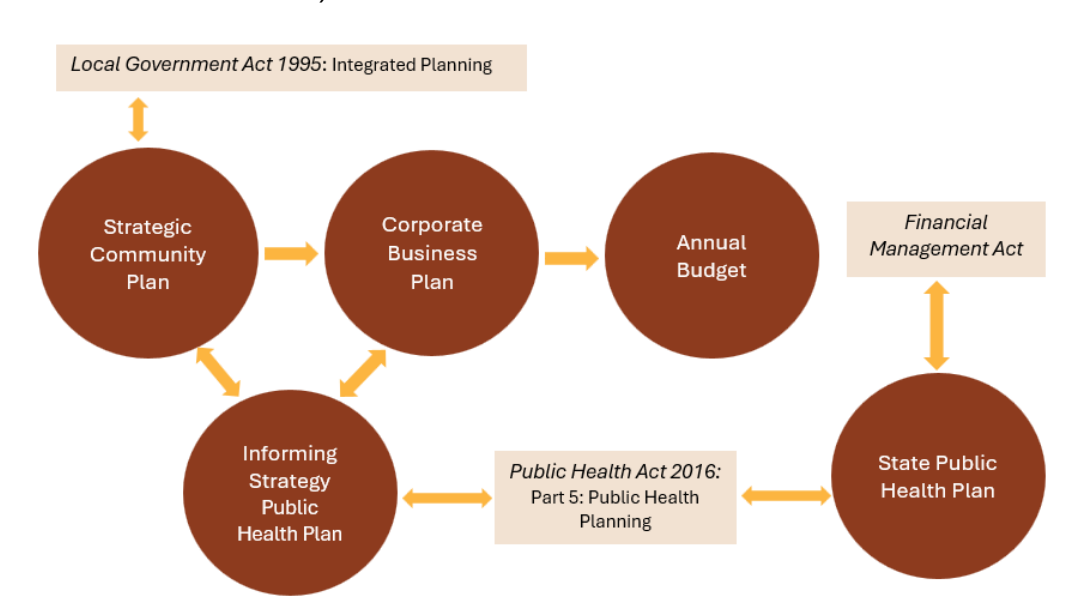 Local Government Act 1995: Integrated Planning
Strategic
Community
Plan
Corporate
Business
Plan
Annual
Budget
Financial
Management Act
Informing
Strategy
Public
Health Plan
Public Health Act 2016:
Part 5: Public Health
Planning
State Public
Health Plan